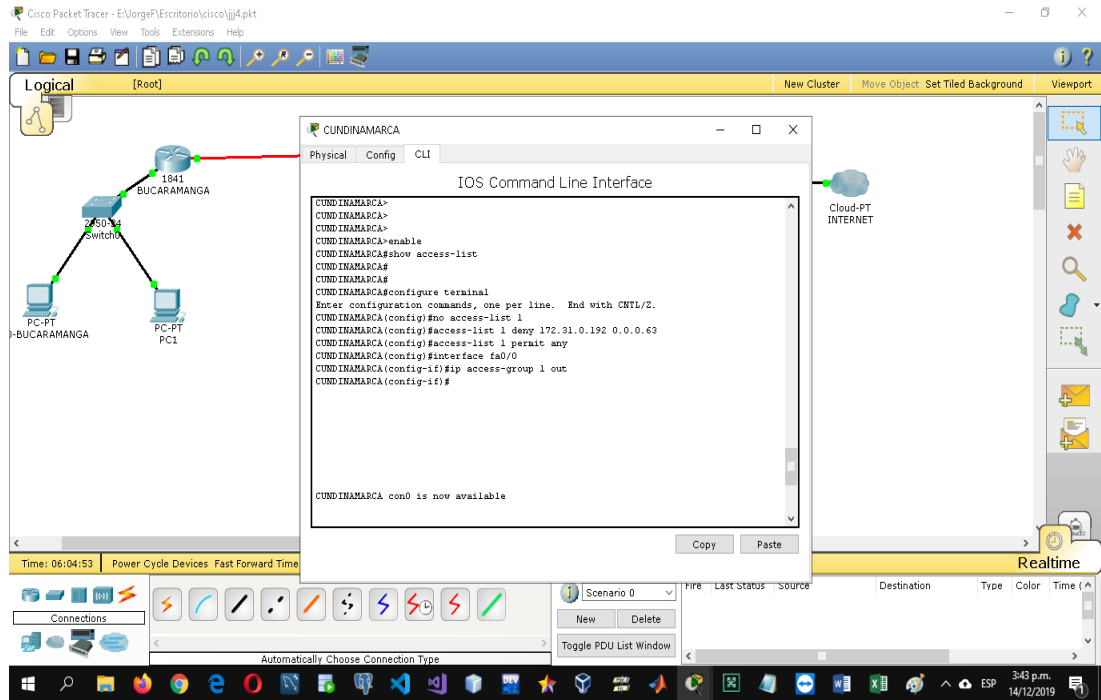 Cisco Packet Tracer - E:\JorgeF\Escritorio\cisco\jjj4.pkt
File Edit Options View Tools Extensions Help
Logical [Root] New Cluster Move Object Set Tiled Background Viewport
CUNDINAMARCA
Physical Config CLI
IOS Command Line Interface
CUNDINAMARCA>
CUNDINAMARCA>
CUNDINAMARCA>
CUNDINAMARCA>enable
CUNDINAMARCA#show access-list
CUNDINAMARCA#
CUNDINAMARCA#
CUNDINAMARCA#configure terminal
Enter configuration commands, one per line.  End with CNTL/Z.
CUNDINAMARCA(config)#no access-list 1
CUNDINAMARCA(config)#access-list 1 deny 172.31.0.192 0.0.0.63
CUNDINAMARCA(config)#access-list 1 permit any
CUNDINAMARCA(config)#interface fa0/0
CUNDINAMARCA(config-if)#ip access-group 1 out
CUNDINAMARCA(config-if)#
CUNDINAMARCA con0 is now available
Copy Paste
1841
BUCARAMANGA
2950-24
Switch0
PC-PT
-BUCARAMANGA
PC-PT
PC1
Cloud-PT
INTERNET
Time: 06:04:53 Power Cycle Devices Fast Forward Time
Realtime
Connections
Automatically Choose Connection Type
Scenario 0
New Delete
Toggle PDU List Window
Fire Last Status Source Destination Type Color Time (
DEV
ESP
3:43 p.m.
14/12/2019